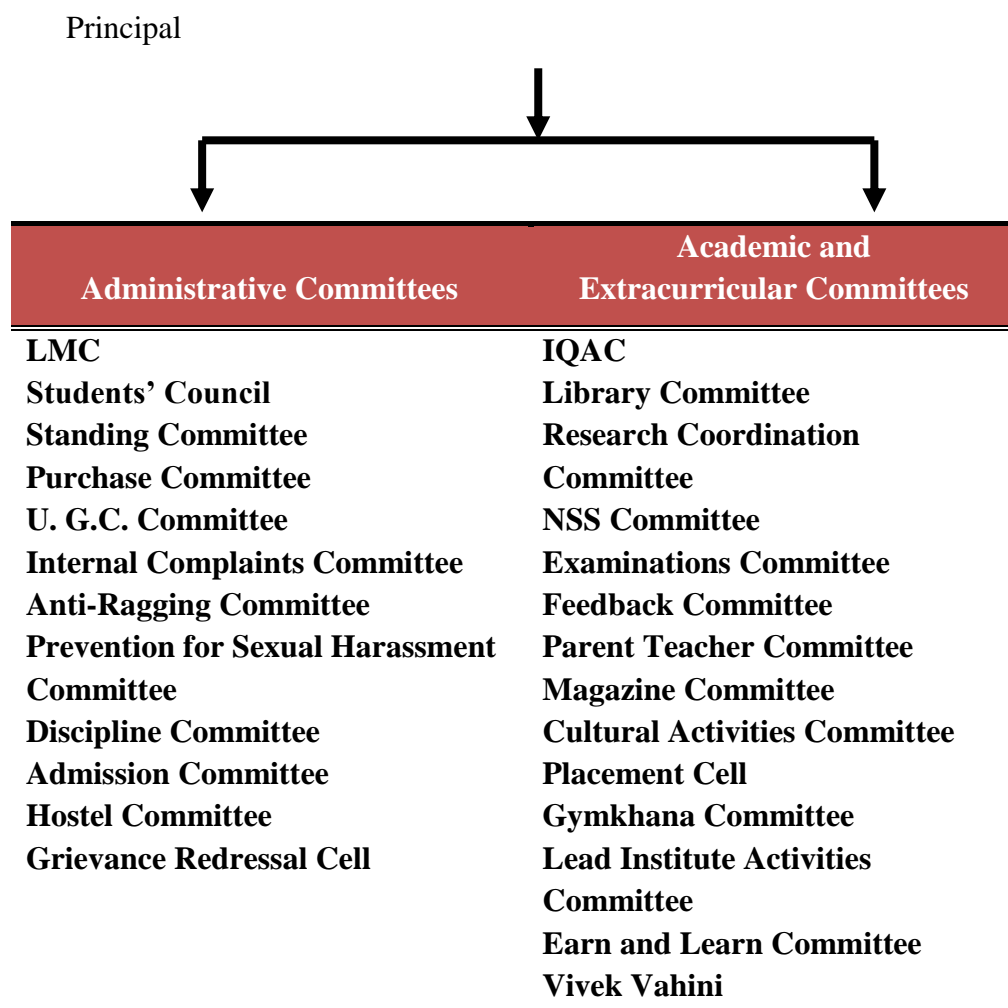 Principal
Administrative Committees
Academic and
Extracurricular Committees
LMC
Students’ Council
Standing Committee
Purchase Committee
U. G.C. Committee
Internal Complaints Committee
Anti-Ragging Committee
Prevention for Sexual Harassment
Committee
Discipline Committee
Admission Committee
Hostel Committee
Grievance Redressal Cell
IQAC
Library Committee
Research Coordination
Committee
NSS Committee
Examinations Committee
Feedback Committee
Parent Teacher Committee
Magazine Committee
Cultural Activities Committee
Placement Cell
Gymkhana Committee
Lead Institute Activities
Committee
Earn and Learn Committee
Vivek Vahini